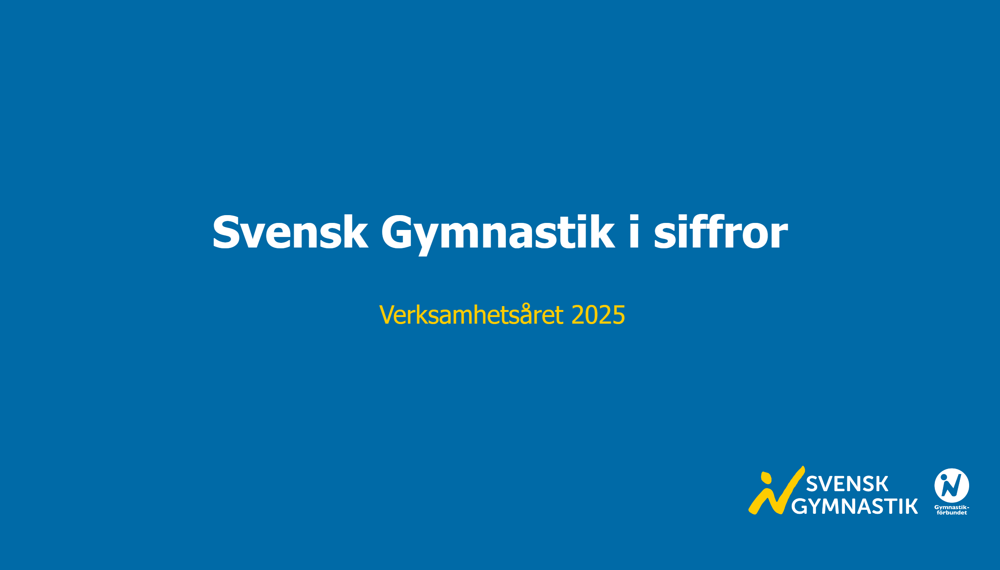 Svensk Gymnastik i siffror
Verksamhetsåret 2025
SVENSK
GYMNASTIK
Gymnastik-
förbundet